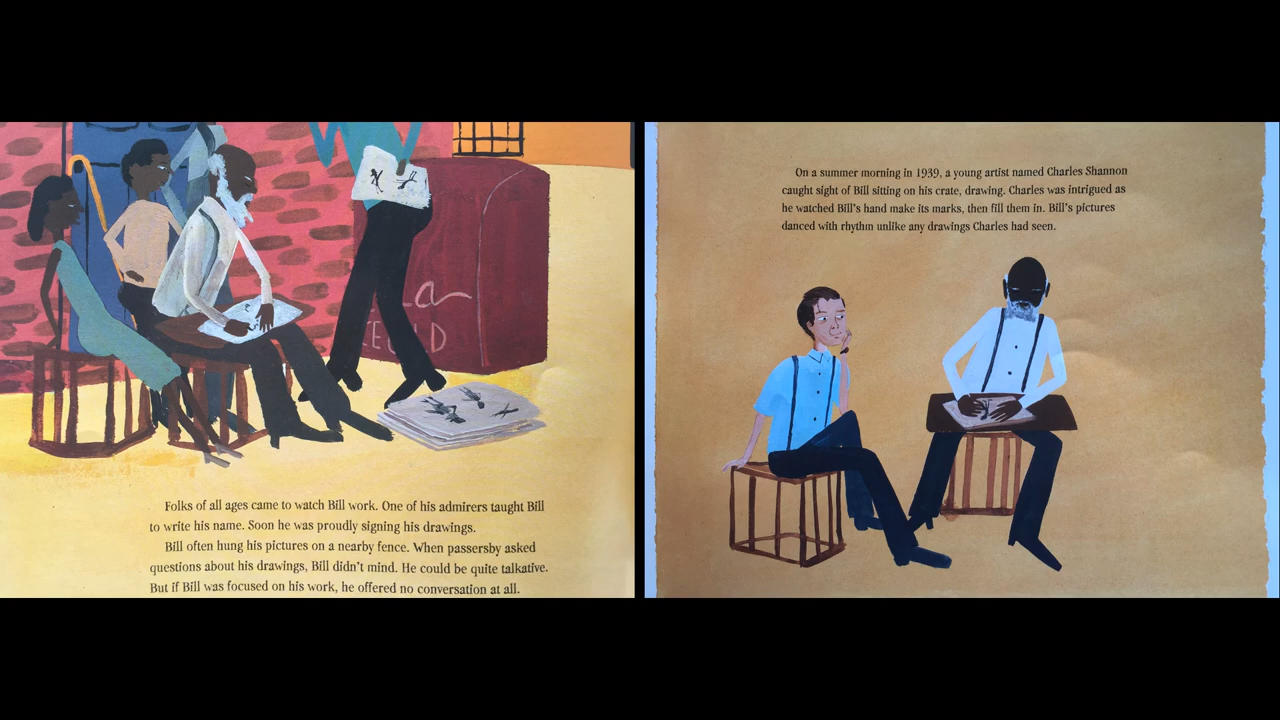 Folks of all ages came to watch Bill work. One of his admirers taught Bill
to write his name. Soon he was proudly signing his drawings.
Bill often hung his pictures on a nearby fence. When passersby asked
questions about his drawings, Bill didn't mind. He could be quite talkative.
But if Bill was focused on his work, he offered no conversation at all.
On a summer morning in 1939, a young artist named Charles Shannon
caught sight of Bill sitting on his crate, drawing. Charles was intrigued as
he watched Bill's hand make its marks, then fill them in. Bill's pictures
danced with rhythm unlike any drawings Charles had seen.